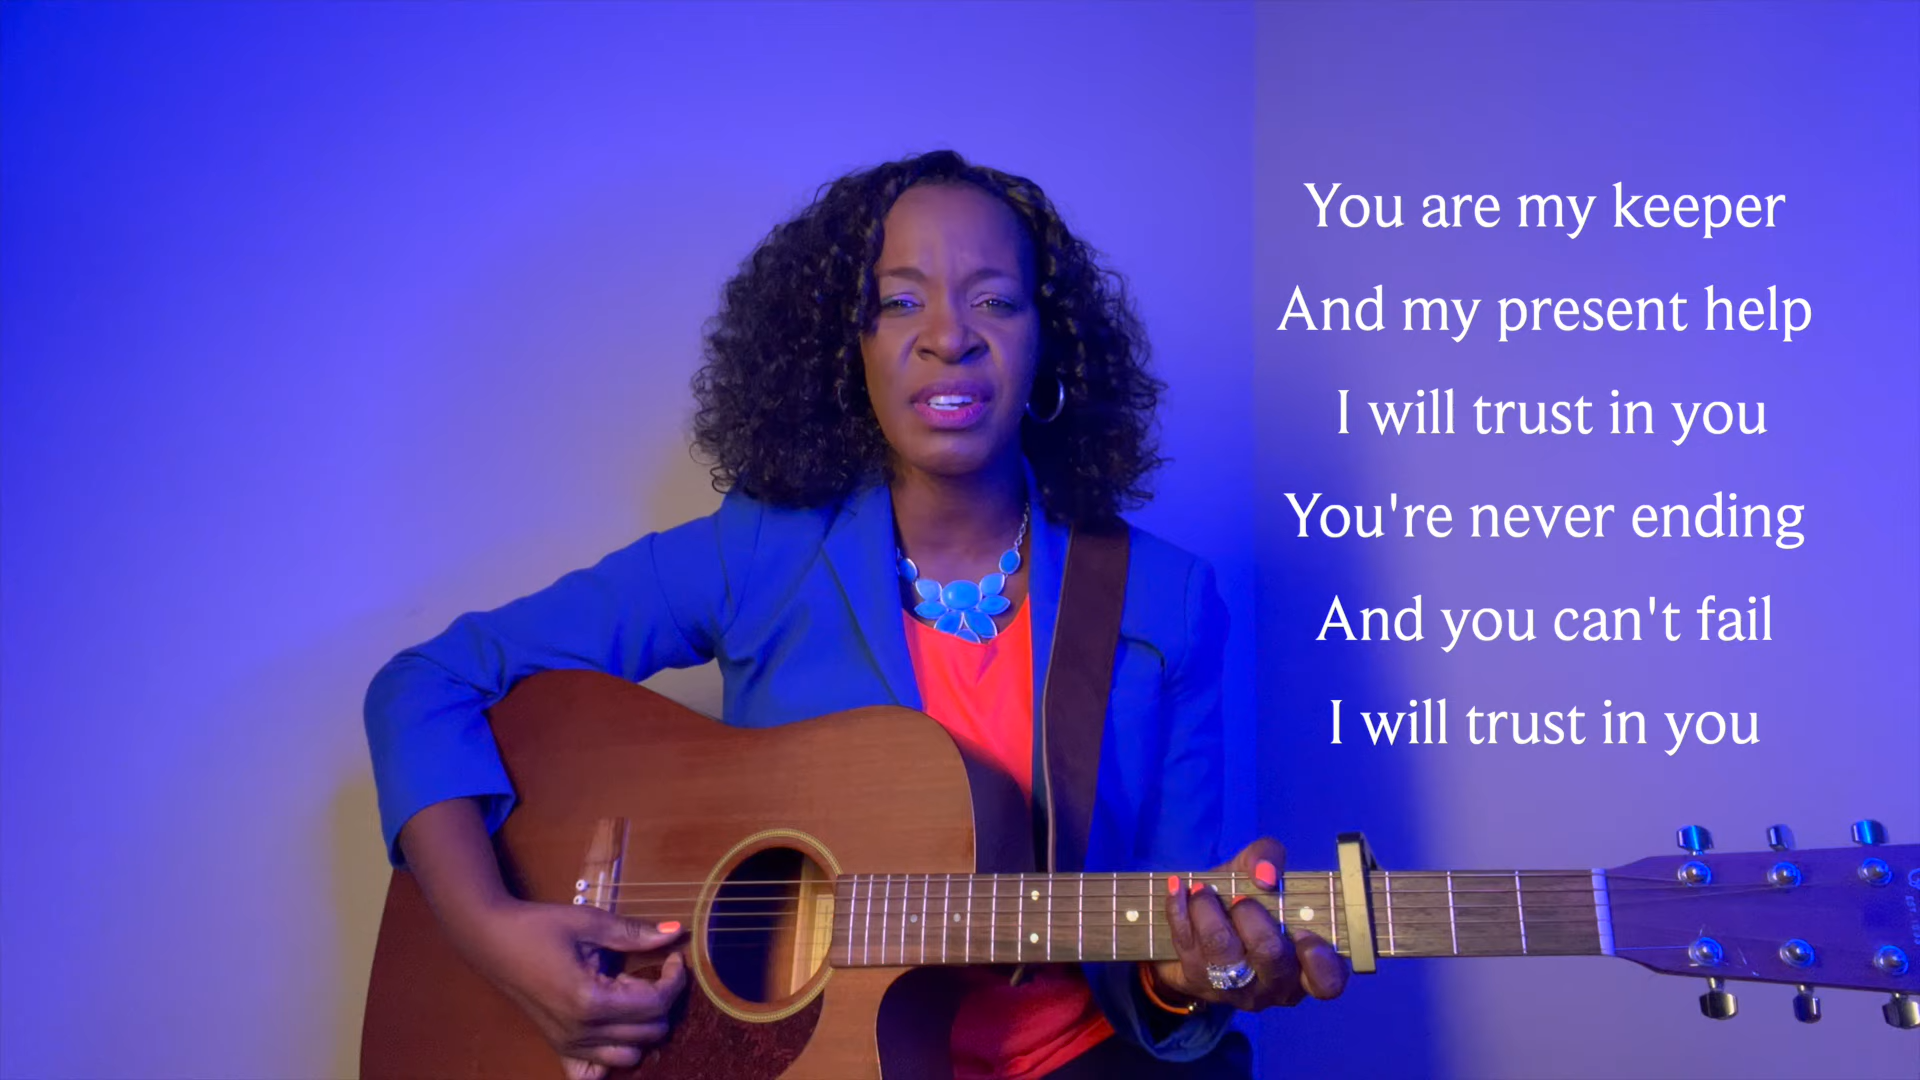 You are my keeper
And my present help
I will trust in you
You're never ending
And you can't fail
I will trust in you